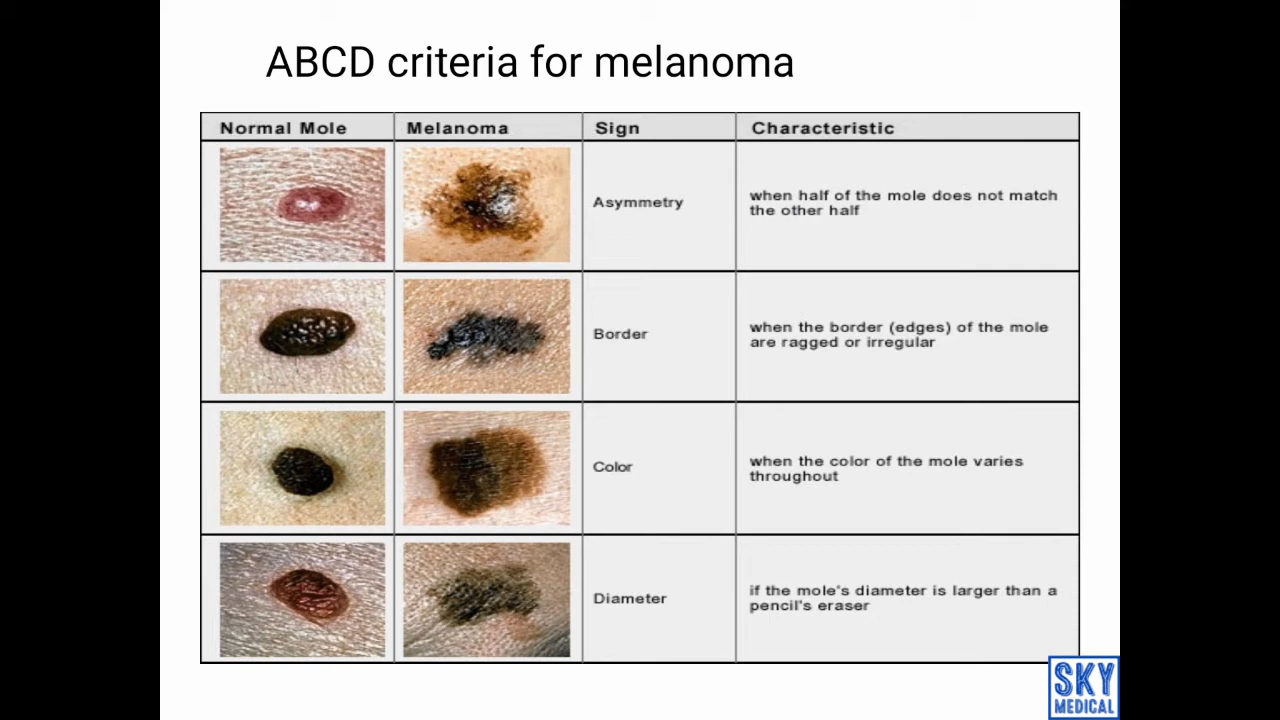 ABCD criteria for melanoma
Normal Mole Melanoma Sign Characteristic
Asymmetry
when half of the mole does not match
the other half
Border
when the border (edges) of the mole
are ragged or irregular
Color
when the color of the mole varies
throughout
Diameter
if the mole's diameter is larger than a
pencil's eraser
SKY
MEDICAL